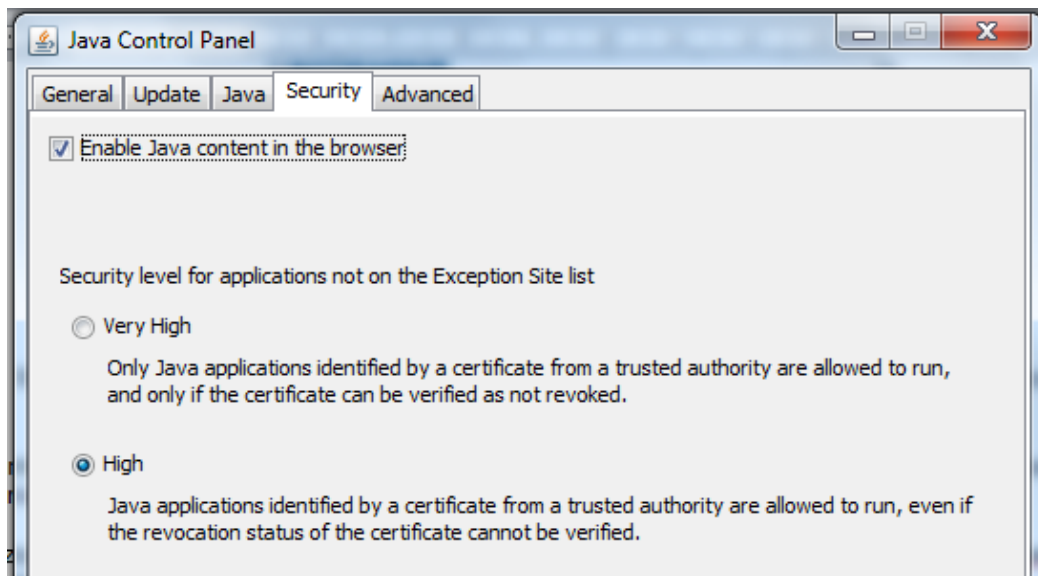 Java Control Panel
General Update Java Security Advanced
Enable Java content in the browser
Security level for applications not on the Exception Site list
Very High
Only Java applications identified by a certificate from a trusted authority are allowed to run,
and only if the certificate can be verified as not revoked.
High
Java applications identified by a certificate from a trusted authority are allowed to run, even if
the revocation status of the certificate cannot be verified.